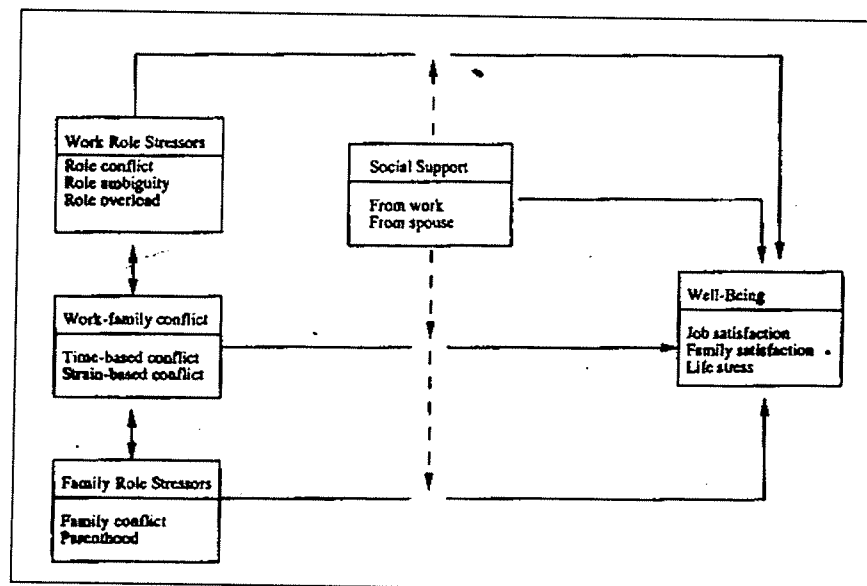 Work Role Stressors
Role conflict
Role ambiguity
Role overload
Social Support
From work
From spouse
Work-family conflict
Time-based conflict
Strain-based conflict
Well-Being
Job satisfaction
Family satisfaction
Life stress
Family Role Stressors
Family conflict
Parenthood